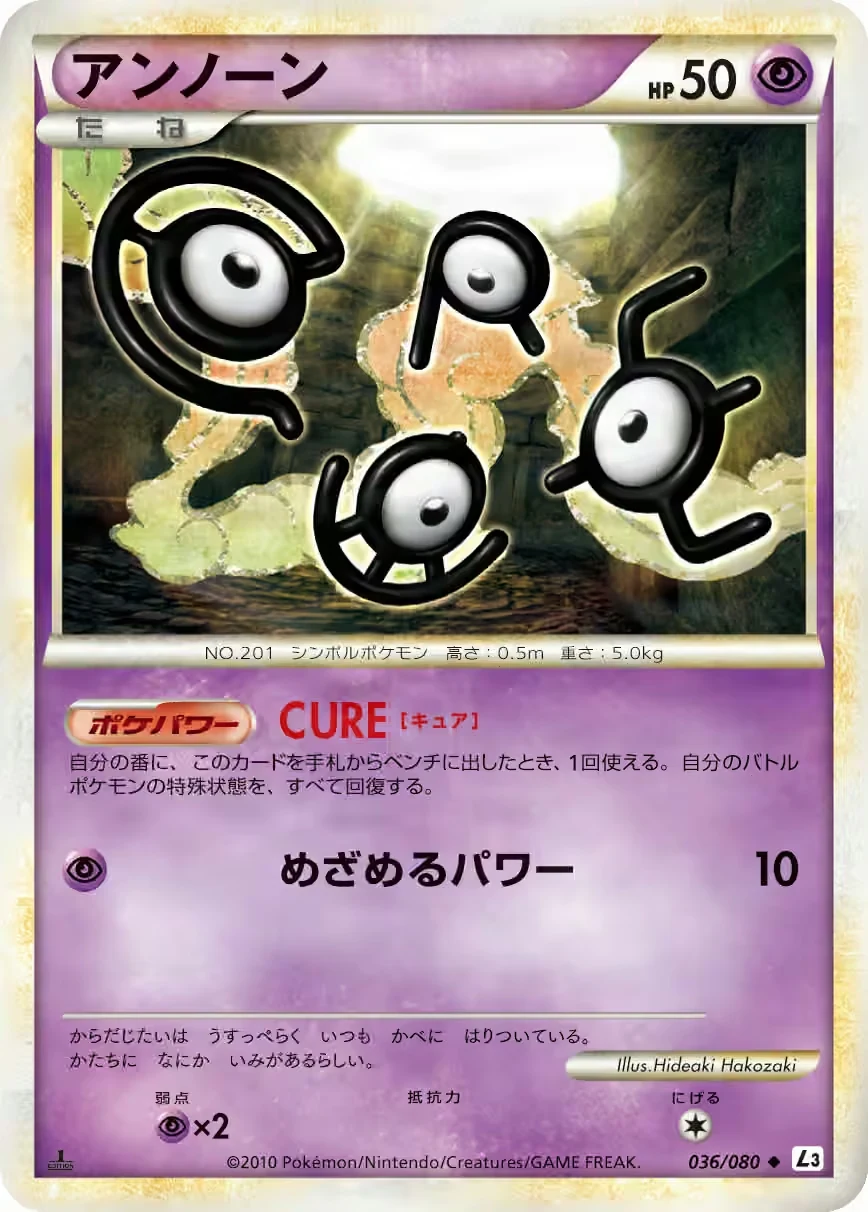 アンノーン
HP50
たね
NO.201 シンボルポケモン 高さ：0.5m 重さ：5.0kg
ポケパワー CURE［キュア］
自分の番に、このカードを手札からベンチに出したとき、1回使える。自分のバトル
ポケモンの特殊状態を、すべて回復する。
めざめるパワー 10
からだじたいは うすっぺらく いつも かべに はりついている。
かたちに なにか いみがあるらしい。
Illus.Hideaki Hakozaki
弱点 抵抗力 にげる
×2
1 EDITION
©2010 Pokémon/Nintendo/Creatures/GAME FREAK.
036/080 ◆ L3